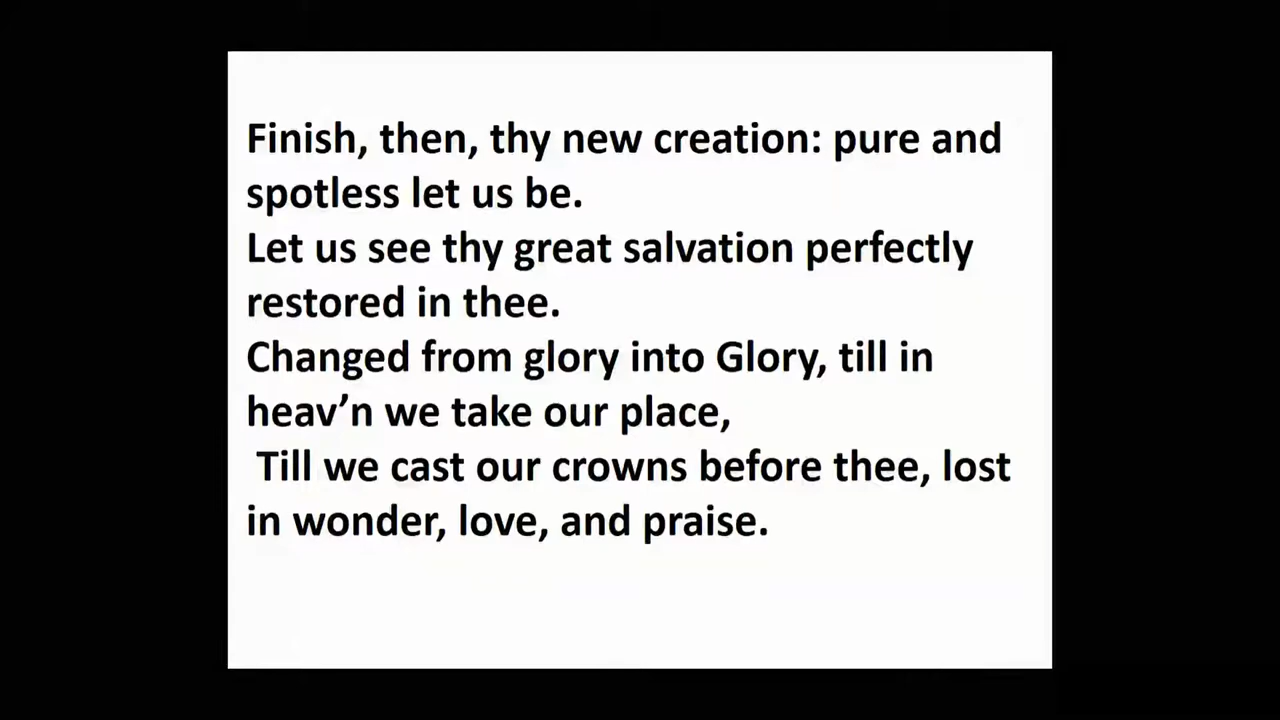 Finish, then, thy new creation: pure and
spotless let us be.
Let us see thy great salvation perfectly
restored in thee.
Changed from glory into Glory, till in
heav’n we take our place,
Till we cast our crowns before thee, lost
in wonder, love, and praise.